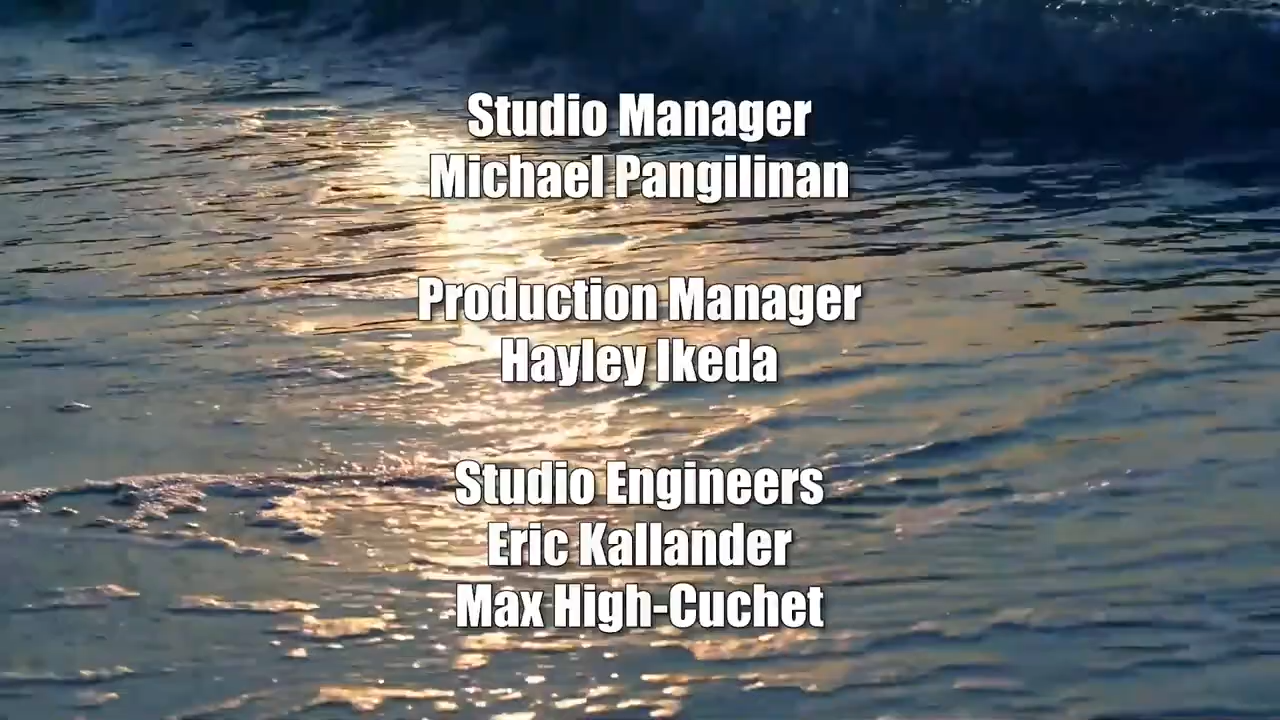 Studio Manager
Michael Pangilinan
Production Manager
Hayley Ikeda
Studio Engineers
Eric Kallander
Max High-Cuchet